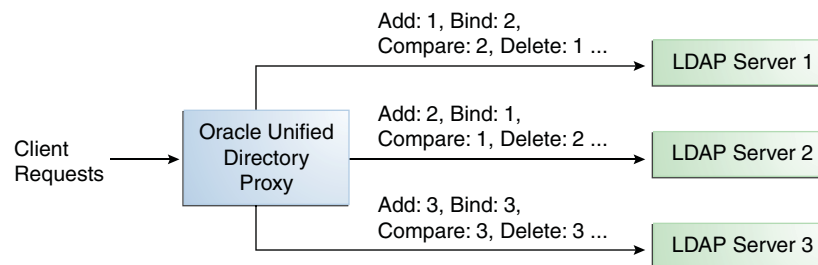 Add: 1, Bind: 2,
Compare: 2, Delete: 1 ...
LDAP Server 1
Client
Requests
Oracle Unified
Directory
Proxy
Add: 2, Bind: 1,
Compare: 1, Delete: 2 ...
LDAP Server 2
Add: 3, Bind: 3,
Compare: 3, Delete: 3 ...
LDAP Server 3